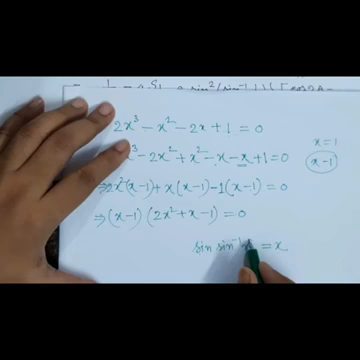 2x³ − x² − 2x + 1 = 0
x³ − 2x² + x² − x − x + 1 = 0
x = 1
x − 1
⇒ 2x² (x − 1) + x (x − 1) − 1 (x − 1) = 0
⇒ (x − 1) (2x² + x − 1) = 0
sin sin⁻¹ = x